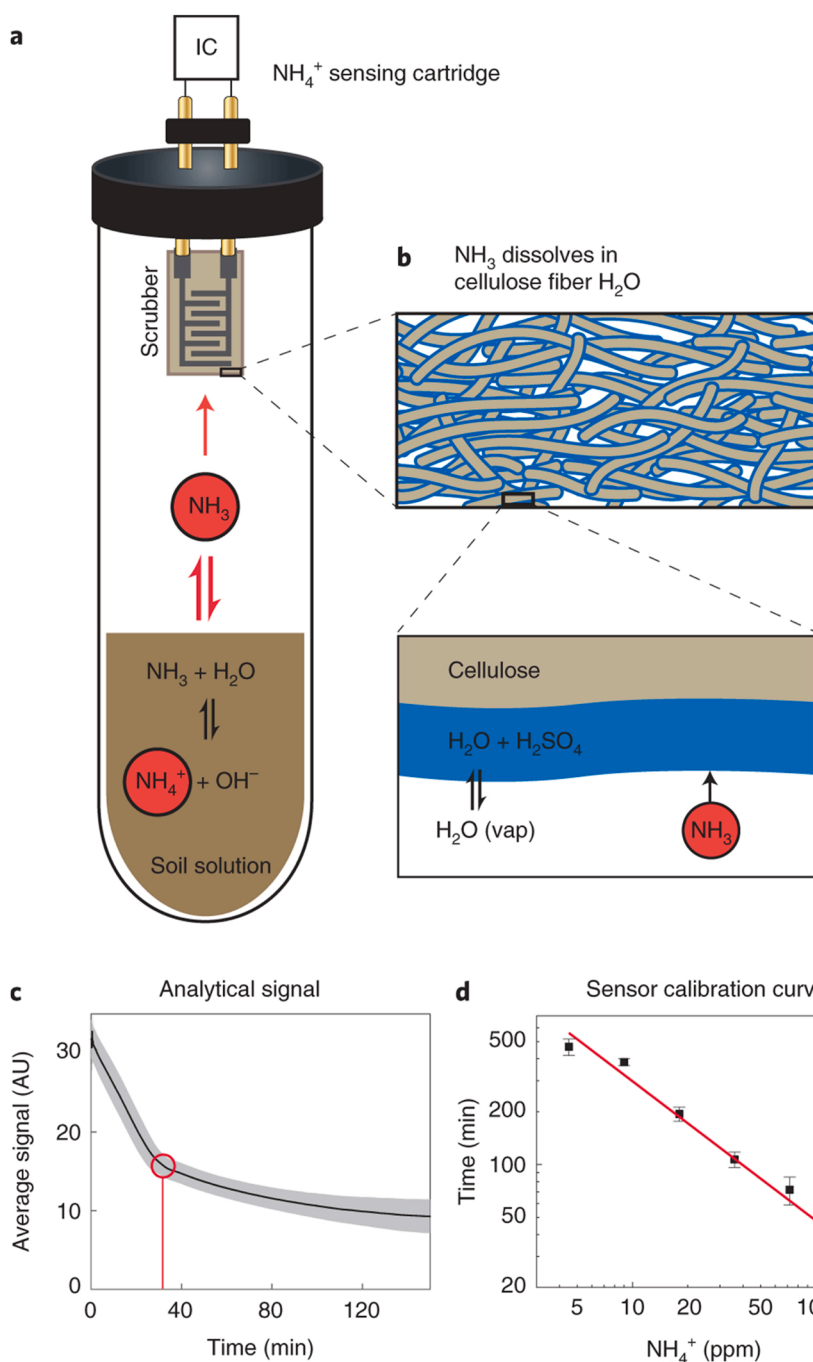 a
IC
NH₄⁺ sensing cartridge
Scrubber
NH₃
NH₃ + H₂O
NH₄⁺ + OH⁻
Soil solution
b
NH₃ dissolves in
cellulose fiber H₂O
Cellulose
H₂O + H₂SO₄
H₂O (vap)
NH₃
c
Analytical signal
Average signal (AU)
30
20
10
0
0
40
120
Time (min)
d
Sensor calibration curv
Time (min)
500
200
100
50
20
5
10
20
50
10
NH₄⁺ (ppm)